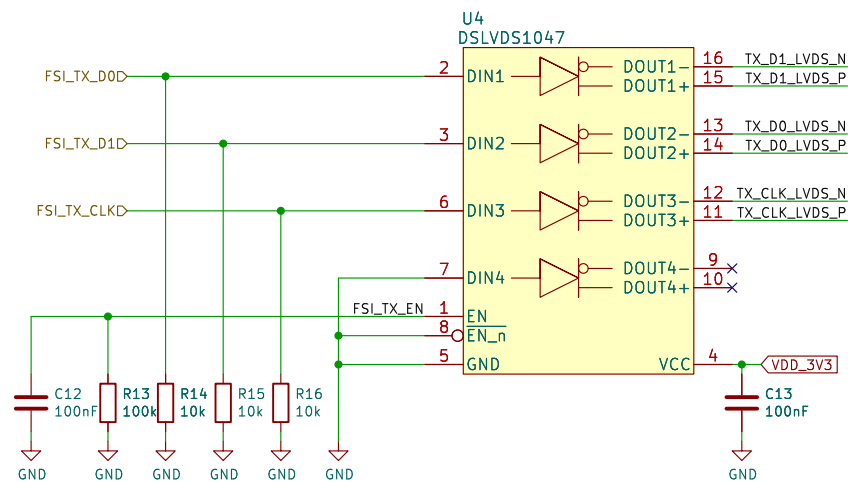 U4
DSLVDS1047
FSI_TX_D0
2
DIN1
DOUT1-
16
TX_D1_LVDS_N
DOUT1+
15
TX_D1_LVDS_P
FSI_TX_D1
3
DIN2
DOUT2-
13
TX_D0_LVDS_N
DOUT2+
14
TX_D0_LVDS_P
FSI_TX_CLK
6
DIN3
DOUT3-
12
TX_CLK_LVDS_N
DOUT3+
11
TX_CLK_LVDS_P
7
DIN4
DOUT4-
9
DOUT4+
10
FSI_TX_EN
1
EN
8
EN_n
5
GND
VCC
4
VDD_3V3
C12
100nF
R13
100k
R14
10k
R15
10k
R16
10k
C13
100nF
GND
GND
GND
GND
GND
GND
GND